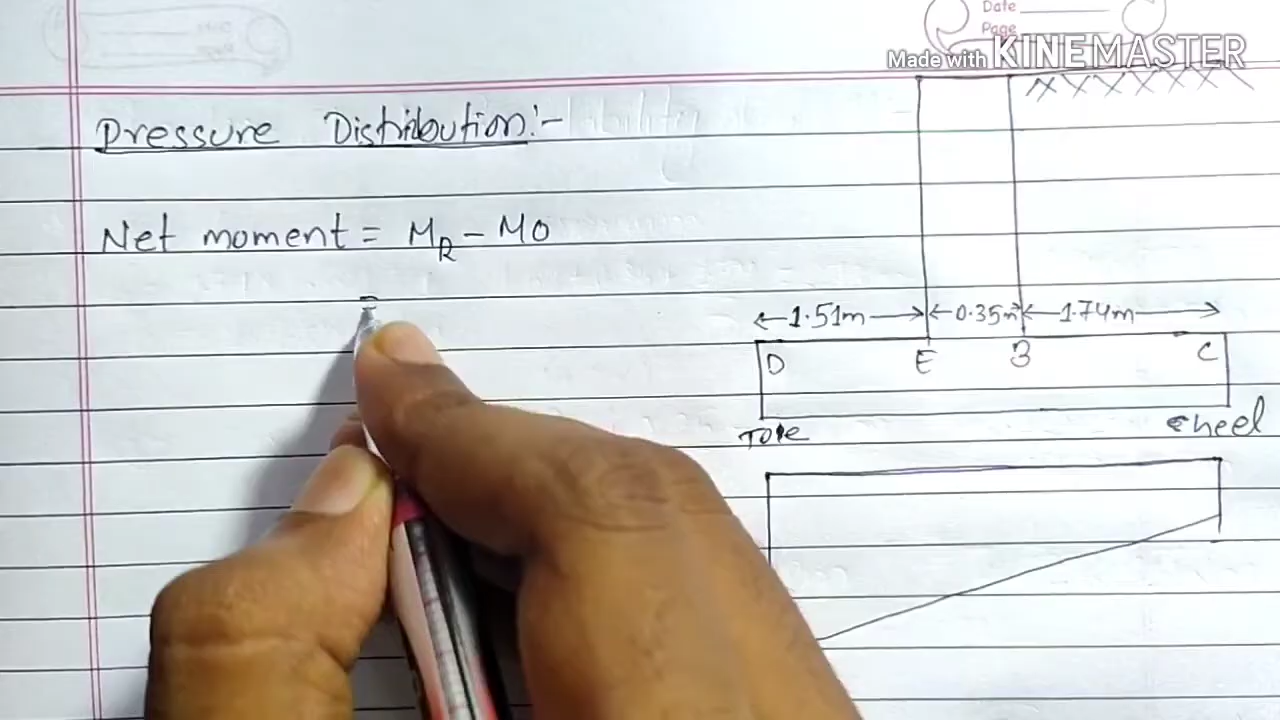 Date
Page
Made with KINEMASTER
Pressure Distribution:-
Net moment = MR - MO
=
1.51m 0.35m 1.74m
D E B C
Toe heel